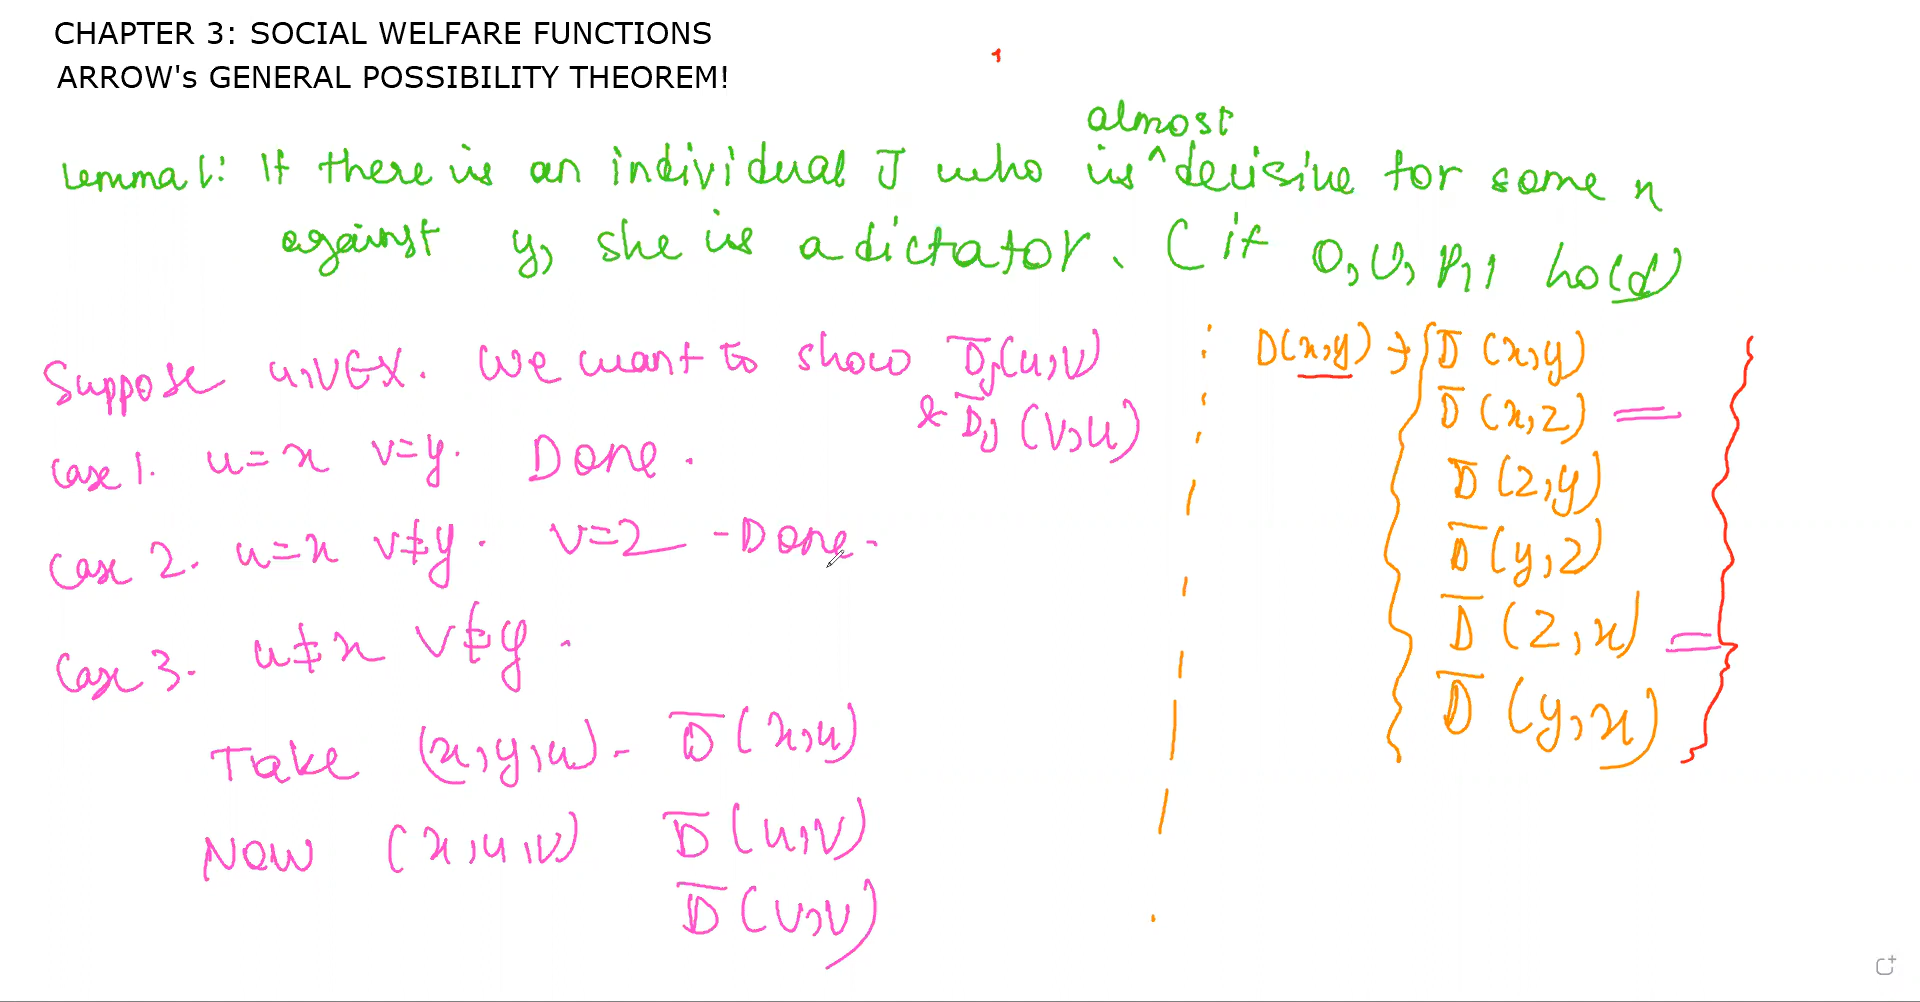 CHAPTER 3: SOCIAL WELFARE FUNCTIONS
ARROW's GENERAL POSSIBILITY THEOREM!
almost
Lemma 1: If there is an individual J who is ^ decisive for some x
against y, she is a dictator. (if O, U, P, I hold)
Suppose u,v∈X. We want to show D̅j(u,v)
& D̅j (v,u)
Case 1. u=x v=y. Done.
Case 2. u=x v≠y. v=z - Done.
Case 3. u≠x v≠y.
Take (x,y,u) - D̅(x,u)
Now (x,u,v) D̅(u,v)
D̅(v,v)
D(x,y) → D̅(x,y)
D̅(x,z)
D̅(z,y)
D̅(y,z)
D̅(z,x)
D̅(y,x)